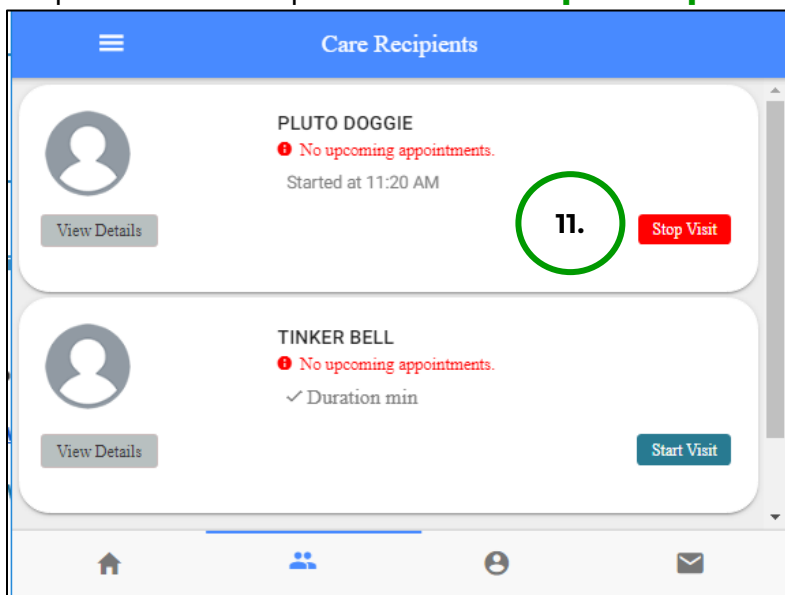 Care Recipients
PLUTO DOGGIE
No upcoming appointments.
Started at 11:20 AM
11.
View Details
Stop Visit
TINKER BELL
No upcoming appointments.
Duration min
View Details
Start Visit